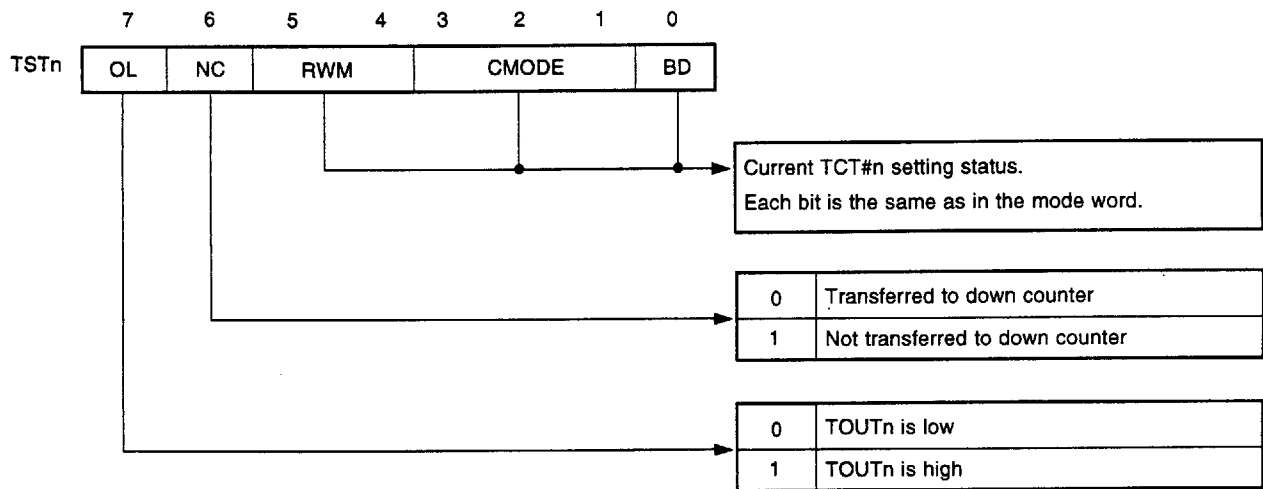 7 6 5 4 3 2 1 0
TSTn OL NC RWM CMODE BD
Current TCT#n setting status.
Each bit is the same as in the mode word.
0 Transferred to down counter
1 Not transferred to down counter
0 TOUTn is low
1 TOUTn is high